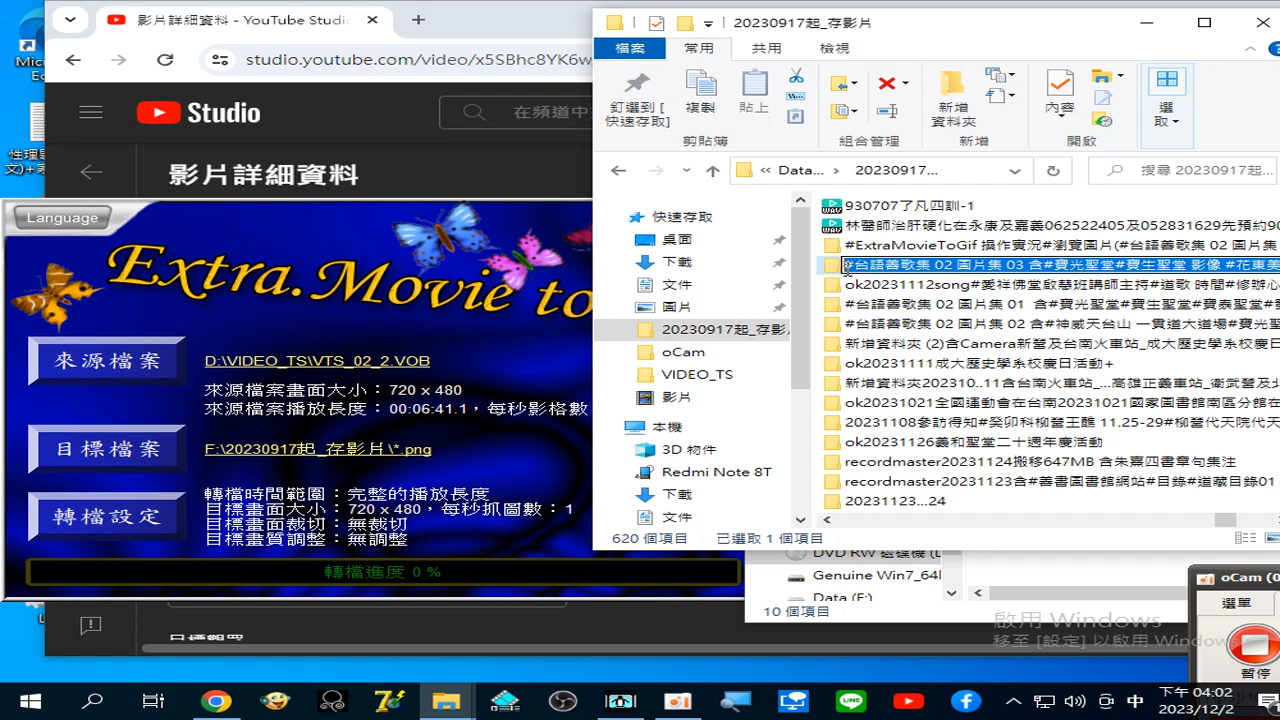 影片詳細資料 - YouTube Studio
studio.youtube.com/video/x5SBhc8YK6w
Studio
在頻道中
影片詳細資料
Language
Extra.Movie to
來源檔案
D:\VIDEO_TS\VTS_02_2.VOB
來源檔案畫面大小：720 x 480
來源檔案播放長度：00:06:41.1，每秒影格數
目標檔案
F:\20230917起_存影片\*.png
轉檔設定
轉檔時間範圍：完整的播放長度
目標畫面大小：720 x 480，每秒抓圖數：1
目標畫面裁切：無裁切
目標畫質調整：無調整
轉檔進度 0 %
20230917起_存影片
檔案
常用
共用
檢視
釘選到 [
快速存取]
複製
貼上
新增
資料夾
內容
選
取
剪貼簿
組合管理
新增
開啟
Data...
20230917...
搜尋 20230917起...
快速存取
桌面
下載
文件
圖片
20230917起_存影
oCam
VIDEO_TS
影片
本機
3D 物件
Redmi Note 8T
下載
文件
930707了凡四訓-1
林醫師治肝硬化在永康及嘉義062522405及052831629先預約90
#ExtraMovieToGif 操作實況#瀏覽圖片(#台語善歌集 02 圖片集
#台語善歌集 02 圖片集 03 含#寶光聖堂#寶生聖堂 影像 #花東美
ok20231112song#愛祥佛堂啟慧班講師主持#道歌 時間#修辦心
#台語善歌集 02 圖片集 01 含#寶光聖堂#寶生聖堂#寶泰聖堂#
#台語善歌集 02 圖片集 02 含#神威天台山 一貫道大道場#寶光聖
新增資料夾 (2)含Camera新營及台南火車站_成大歷史學系校慶日
ok20231111成大歷史學系校慶日活動+
新增資料夾202310..11含台南火車站_...高雄正義車站_衛武營及
ok20231021全國運動會在台南20231021國家圖書館南區分館在
20231108參訪得知#癸卯科柳營王醮 11.25-29#柳營代天院代天
ok20231126義和聖堂二十週年慶活動
recordmaster20231124搬移647MB 含朱熹四書章句集注
recordmaster20231123含#善書圖書館網站#目錄#道藏目錄01
20231123...24
620 個項目
已選取 1 個項目
DVD RW 磁碟機 (
Genuine Win7_64
Data (F:)
10 個項目
啟用 Windows
移至 [設定] 以啟用 Windows
oCam (0
選單
暫停
中
下午 04:02
2023/12/2